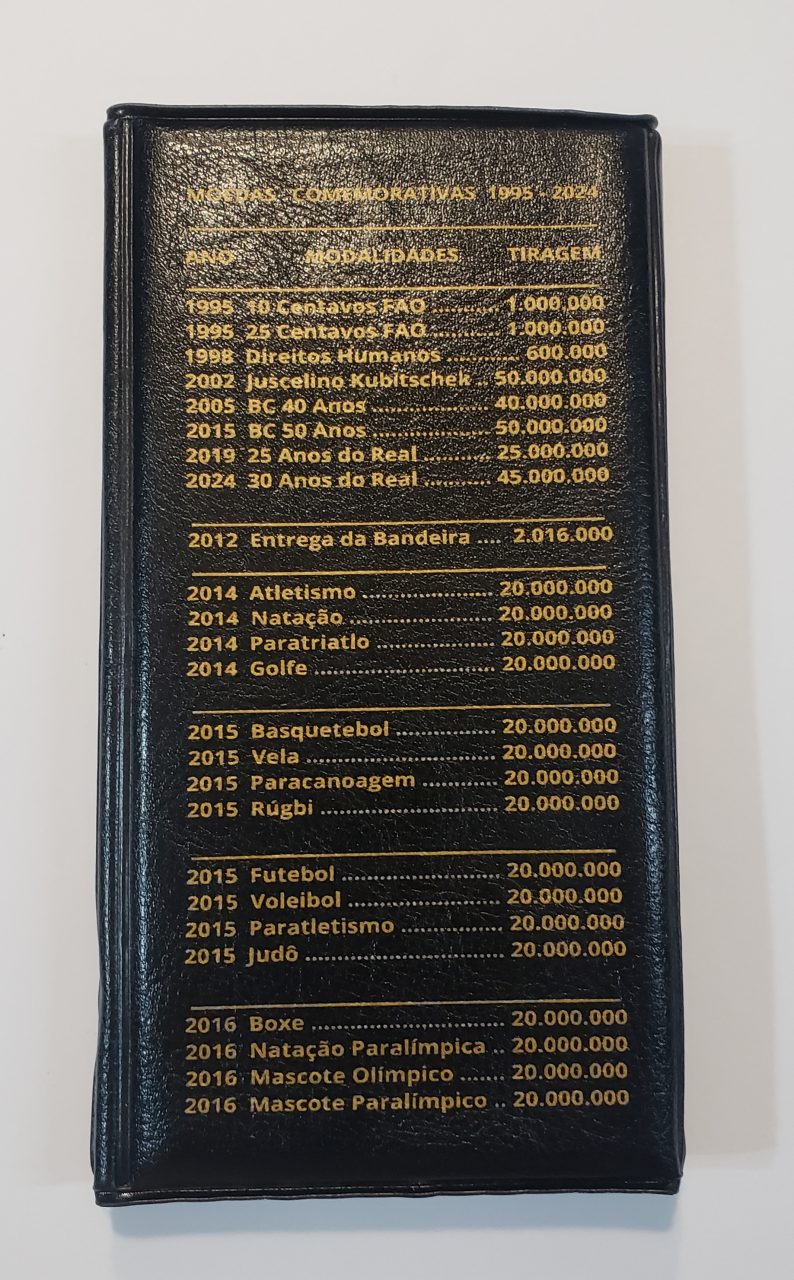 MOEDAS COMEMORATIVAS 1995 - 2024
ANO MODALIDADES TIRAGEM
1995 10 Centavos FAO ........... 1.000.000
1995 25 Centavos FAO ........... 1.000.000
1998 Direitos Humanos ........... 600.000
2002 Juscelino Kubitschek .. 50.000.000
2005 BC 40 Anos ................... 40.000.000
2015 BC 50 Anos ................... 50.000.000
2019 25 Anos do Real ........... 25.000.000
2024 30 Anos do Real ........... 45.000.000
2012 Entrega da Bandeira .... 2.016.000
2014 Atletismo ...................... 20.000.000
2014 Natação ........................ 20.000.000
2014 Paratriatlo .................... 20.000.000
2014 Golfe .............................. 20.000.000
2015 Basquetebol ................. 20.000.000
2015 Vela ................................ 20.000.000
2015 Paracanoagem ............. 20.000.000
2015 Rúgbi .............................. 20.000.000
2015 Futebol ........................... 20.000.000
2015 Voleibol .......................... 20.000.000
2015 Paratletismo ................. 20.000.000
2015 Judô ................................. 20.000.000
2016 Boxe ................................ 20.000.000
2016 Natação Paralímpica .. 20.000.000
2016 Mascote Olímpico ....... 20.000.000
2016 Mascote Paralímpico .. 20.000.000